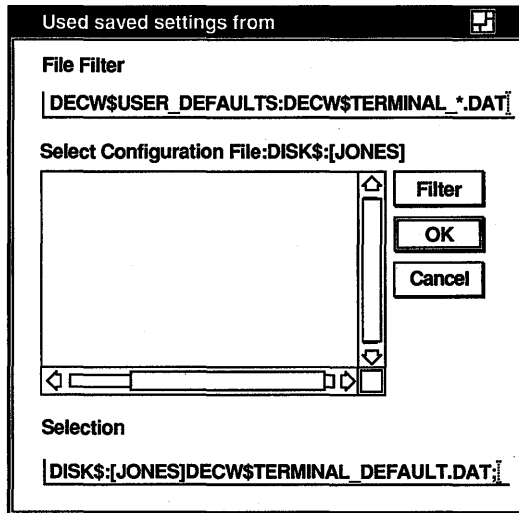 Used saved settings from
File Filter
DECW$USER_DEFAULTS:DECW$TERMINAL_*.DAT
Select Configuration File:DISK$:[JONES]
Filter
OK
Cancel
Selection
DISK$:[JONES]DECW$TERMINAL_DEFAULT.DAT;